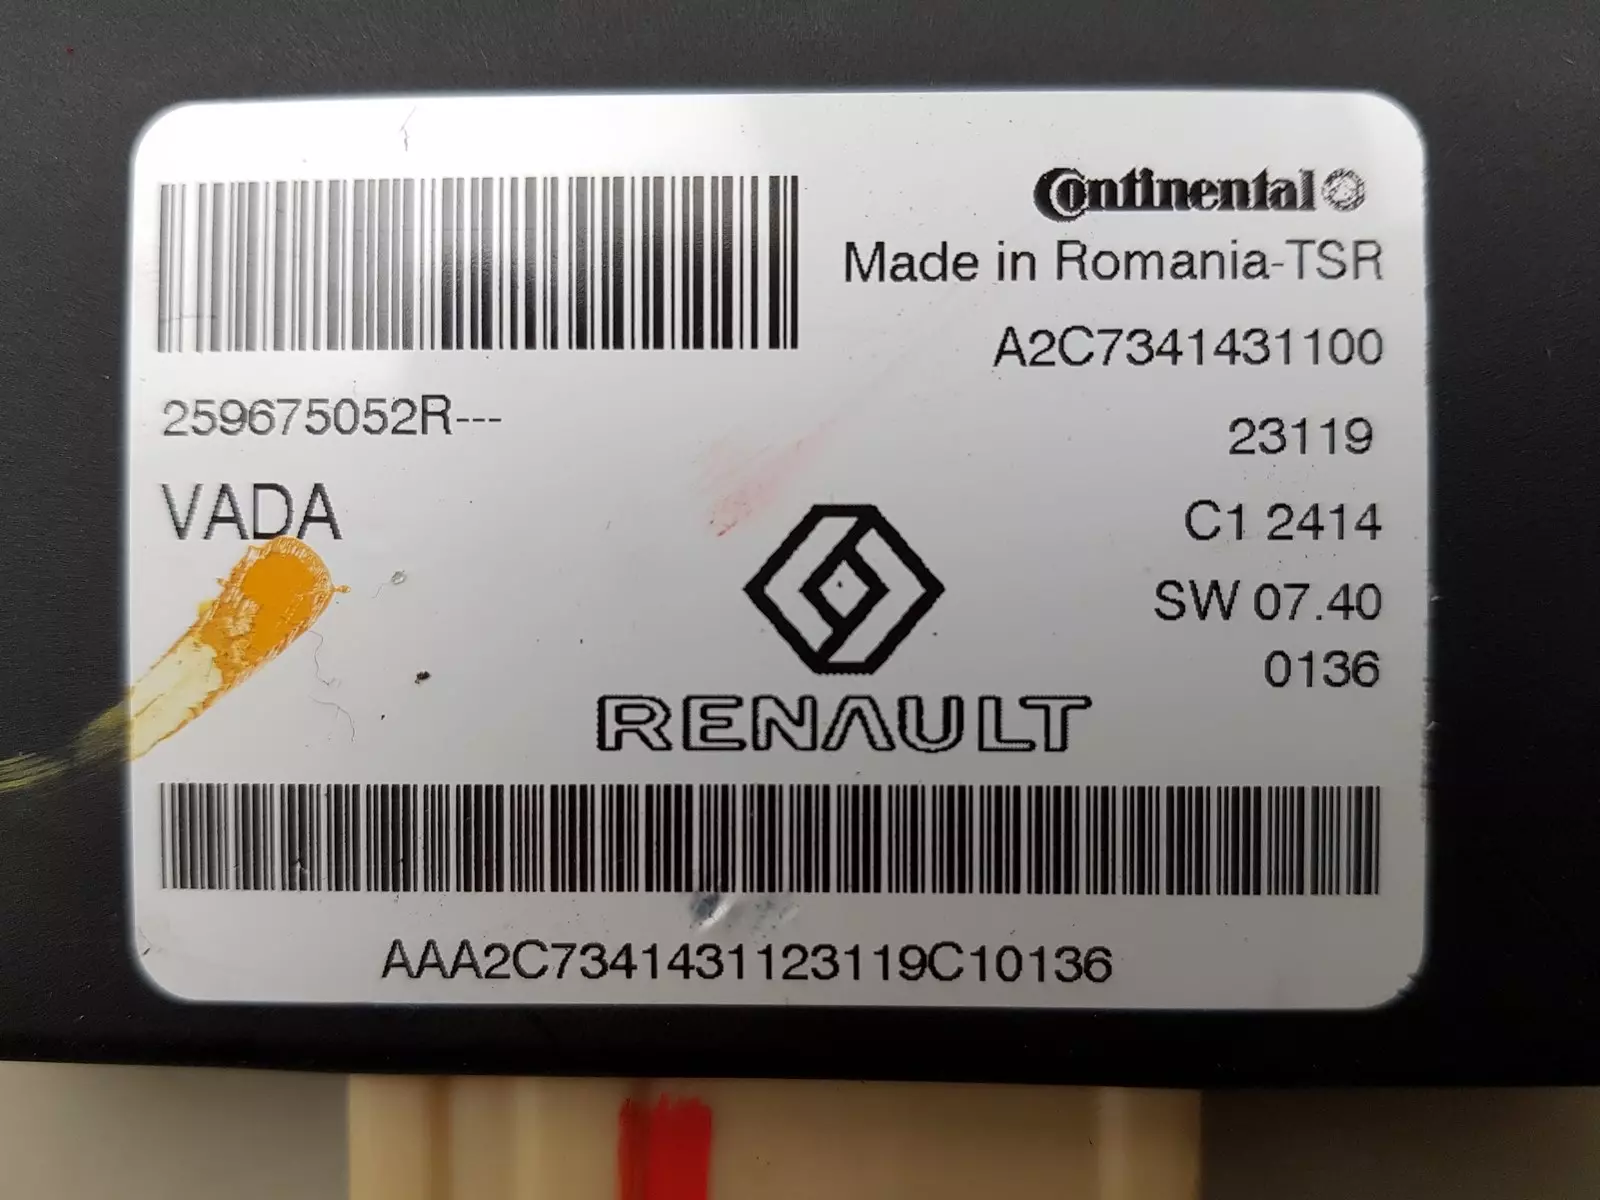 Continental
Made in Romania-TSR
A2C7341431100
259675052R---
23119
VADA
C1 2414
SW 07.40
0136
RENAULT
AAA2C7341431123119C10136